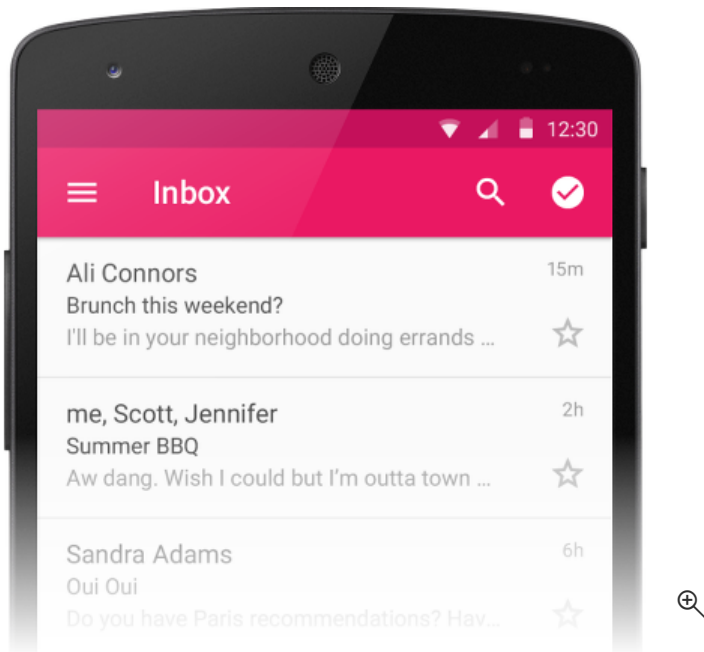 12:30
Inbox
Ali Connors 15m
Brunch this weekend?
I'll be in your neighborhood doing errands ...
me, Scott, Jennifer 2h
Summer BBQ
Aw dang. Wish I could but I’m outta town ...
Sandra Adams 6h
Oui Oui
Do you have Paris recommendations? Hav...